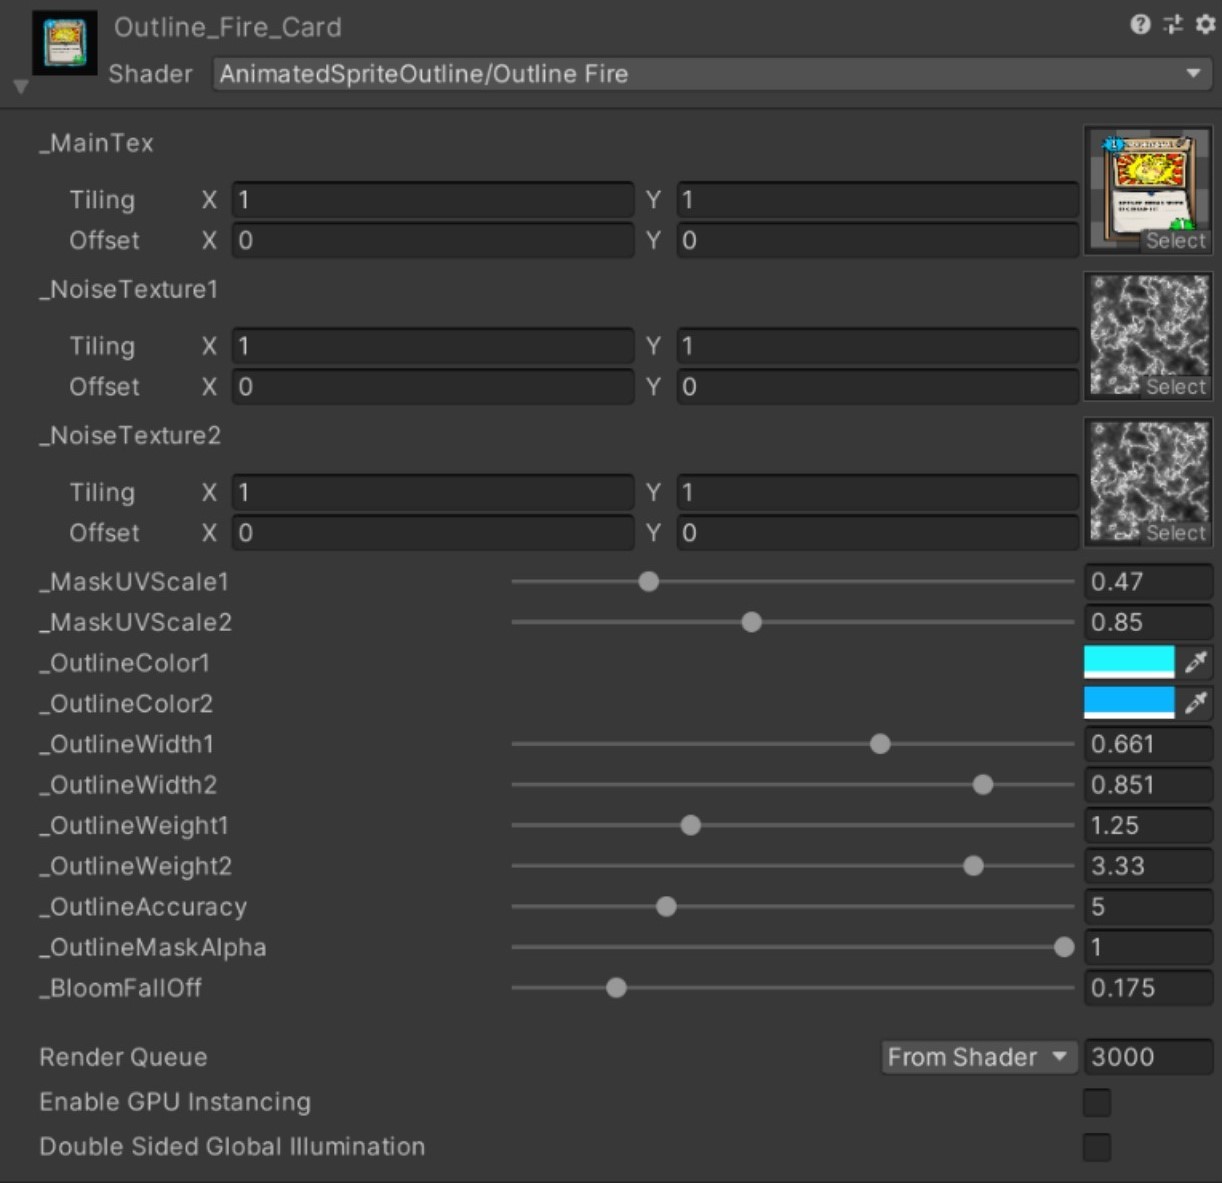 Outline_Fire_Card
Shader AnimatedSpriteOutline/Outline Fire
_MainTex
Tiling X 1 Y 1
Offset X 0 Y 0
Select
_NoiseTexture1
Tiling X 1 Y 1
Offset X 0 Y 0
Select
_NoiseTexture2
Tiling X 1 Y 1
Offset X 0 Y 0
Select
_MaskUVScale1 0.47
_MaskUVScale2 0.85
_OutlineColor1
_OutlineColor2
_OutlineWidth1 0.661
_OutlineWidth2 0.851
_OutlineWeight1 1.25
_OutlineWeight2 3.33
_OutlineAccuracy 5
_OutlineMaskAlpha 1
_BloomFallOff 0.175
Render Queue From Shader 3000
Enable GPU Instancing
Double Sided Global Illumination